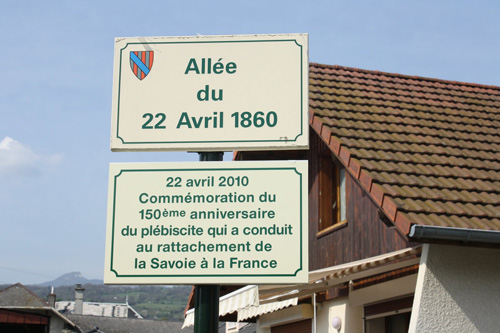 Allée
du
22 Avril 1860
22 avril 2010
Commémoration du
150ème anniversaire
du plébiscite qui a conduit
au rattachement de
la Savoie à la France